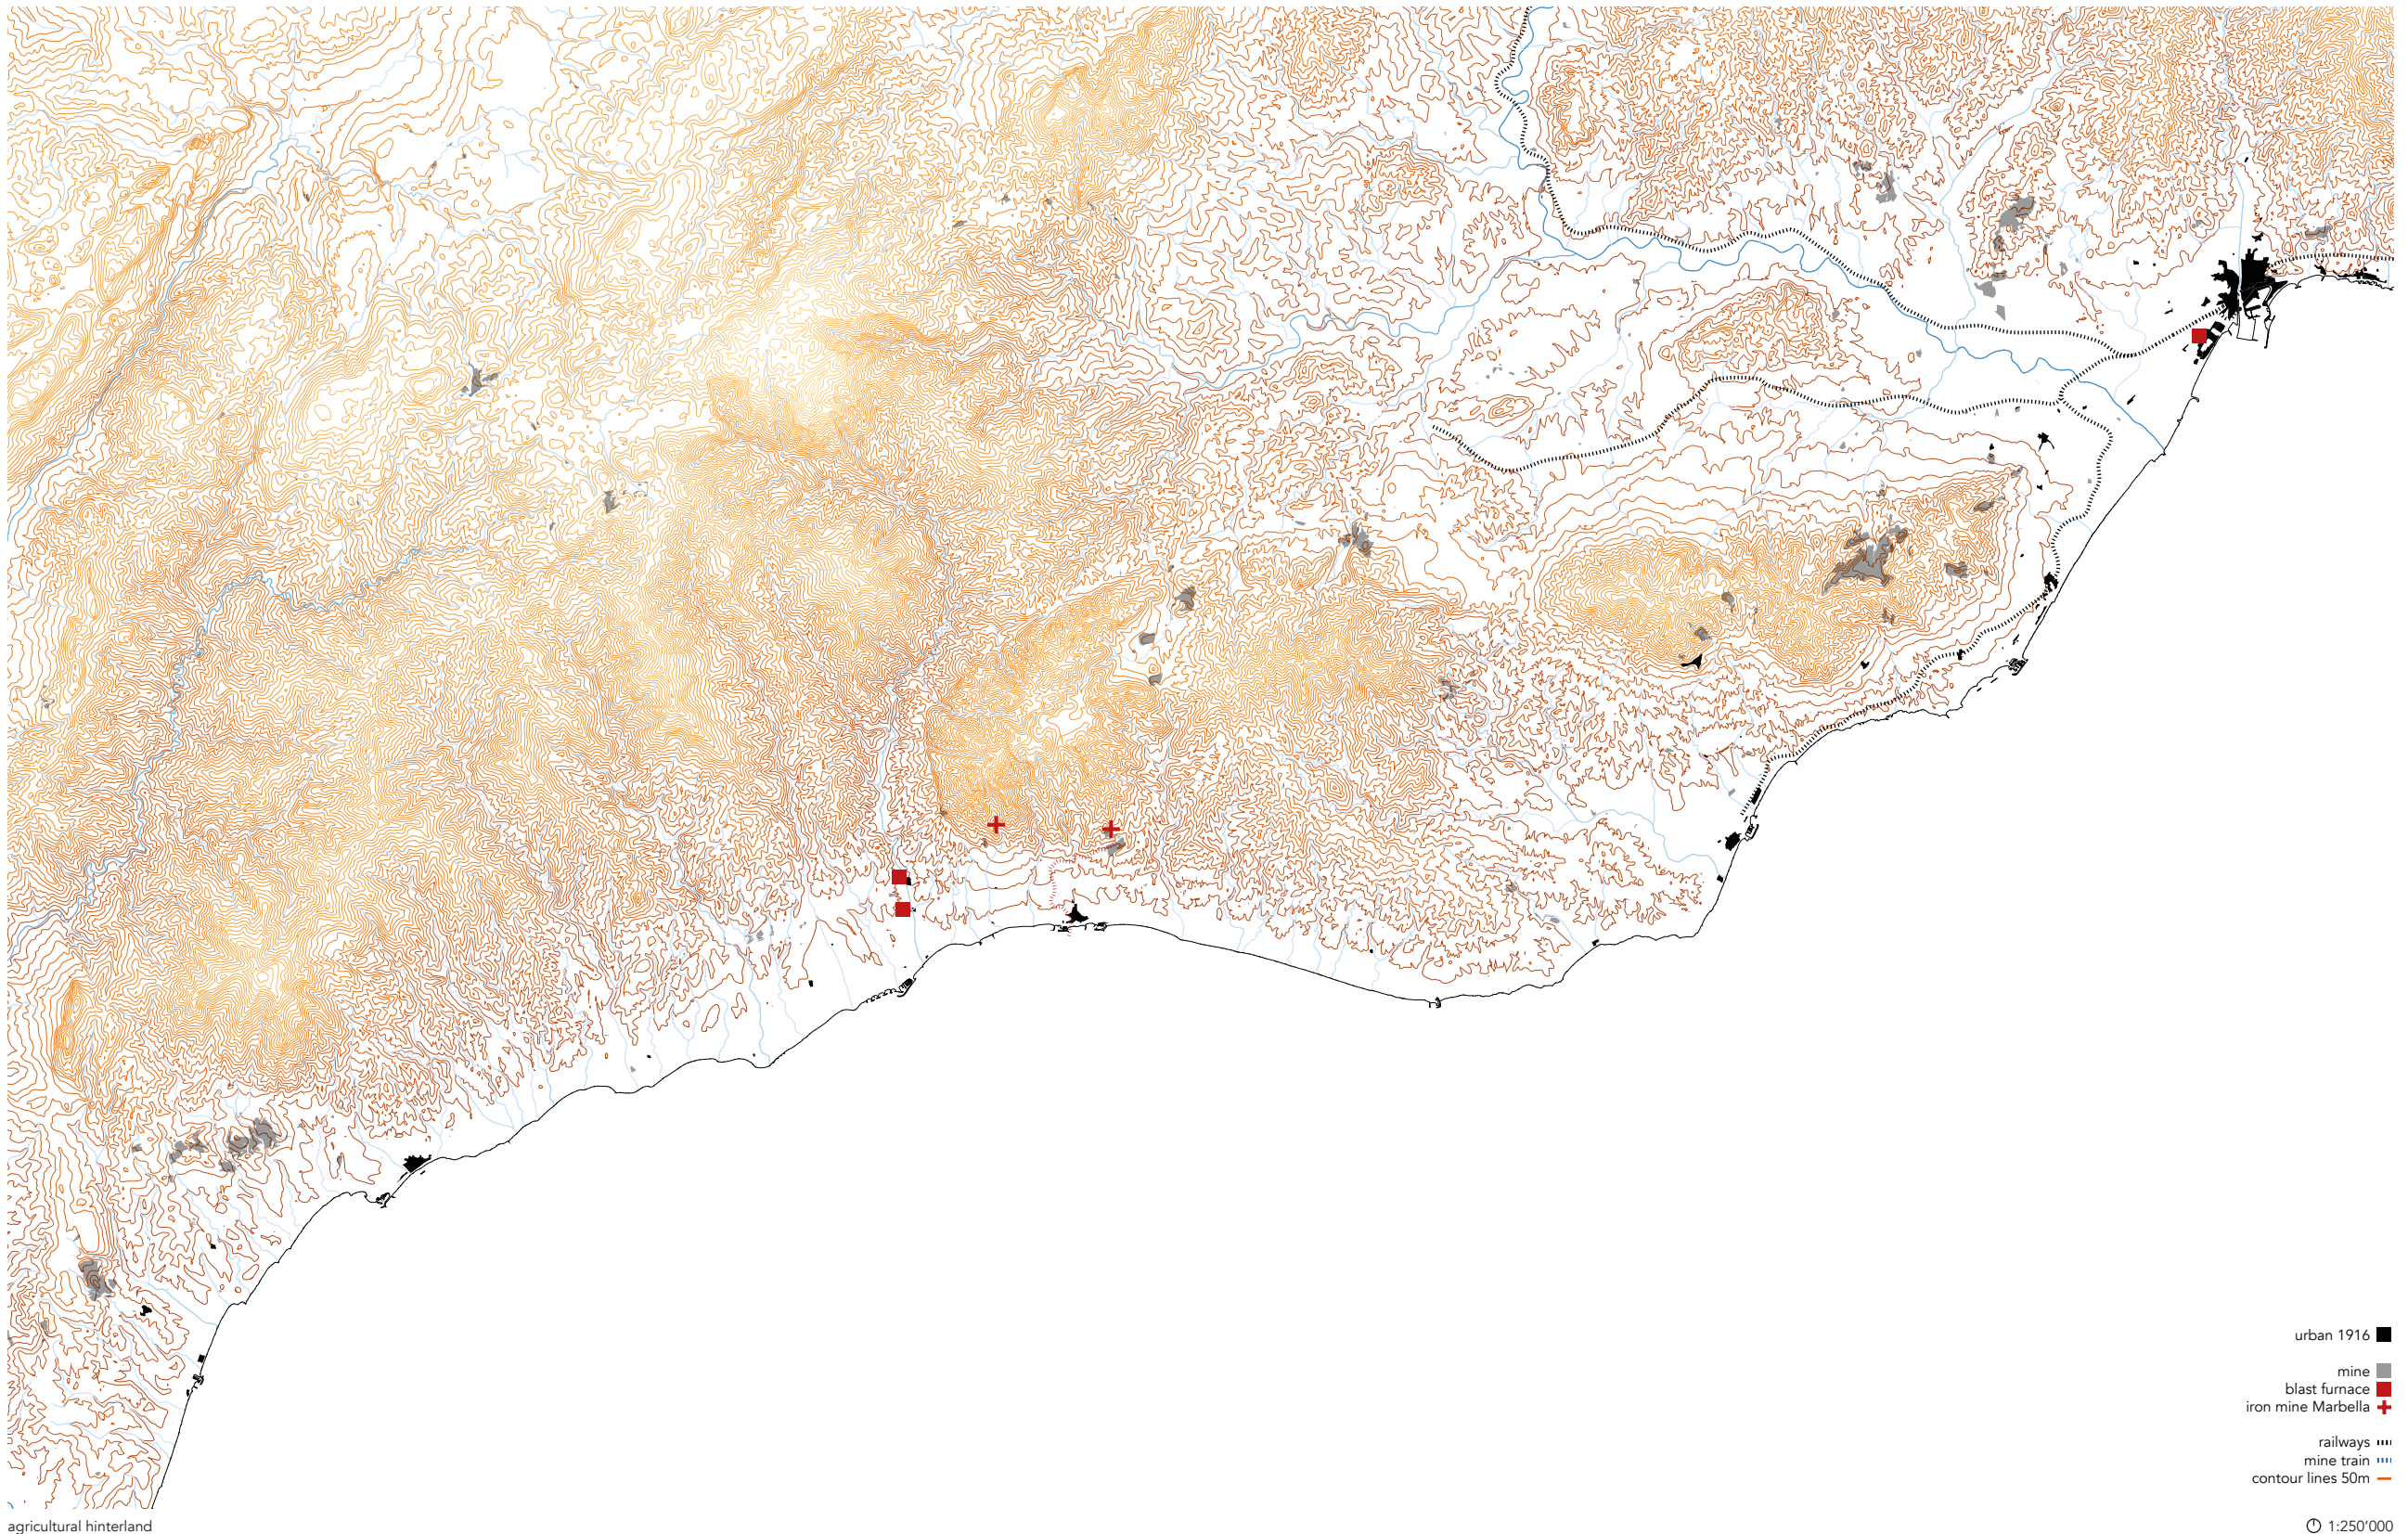 urban 1916
mine
blast furnace
iron mine Marbella
railways
mine train
contour lines 50m
agricultural hinterland
1:250'000